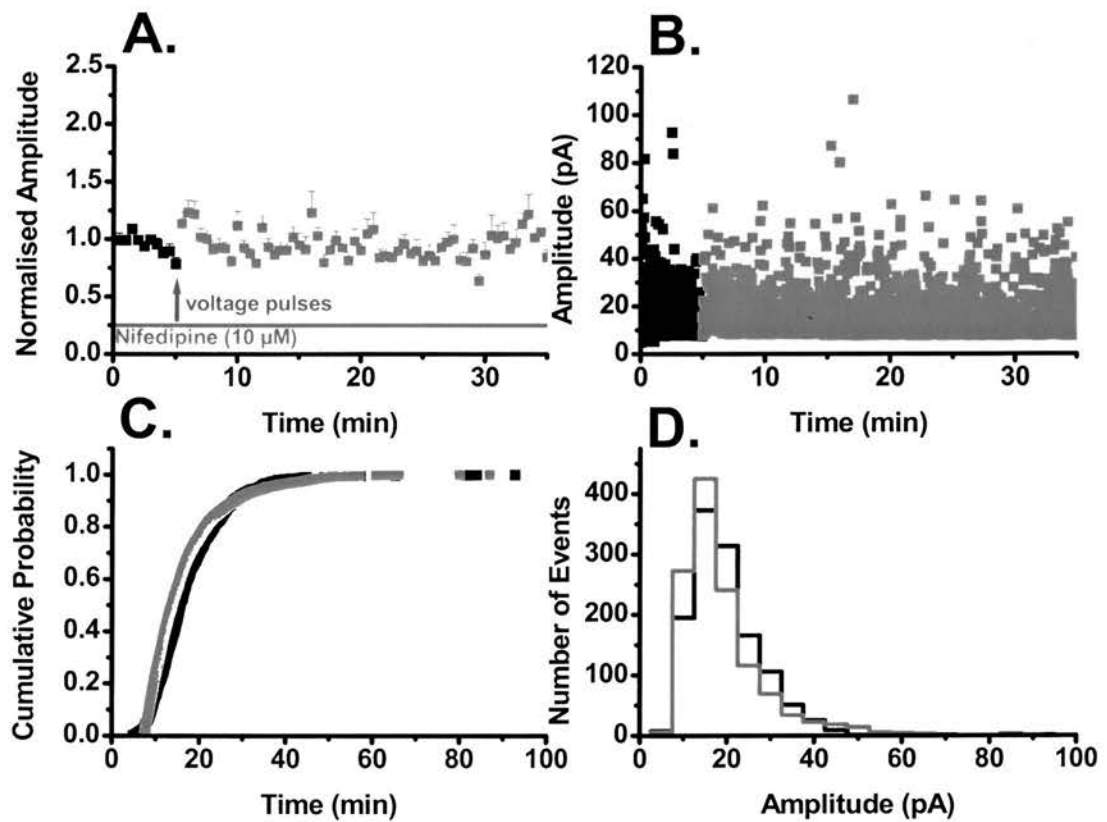 A.
Normalised Amplitude
2.5
2.0
1.5
1.0
0.5
0.0
voltage pulses
Nifedipine (10 µM)
0 10 20 30
Time (min)
B.
Amplitude (pA)
120
100
80
60
40
20
0
0 10 20 30
Time (min)
C.
Cumulative Probability
1.0
0.8
0.6
0.4
0.2
0.0
0 20 40 60 80 100
Time (min)
D.
Number of Events
400
300
200
100
0
0 20 40 60 80 100
Amplitude (pA)